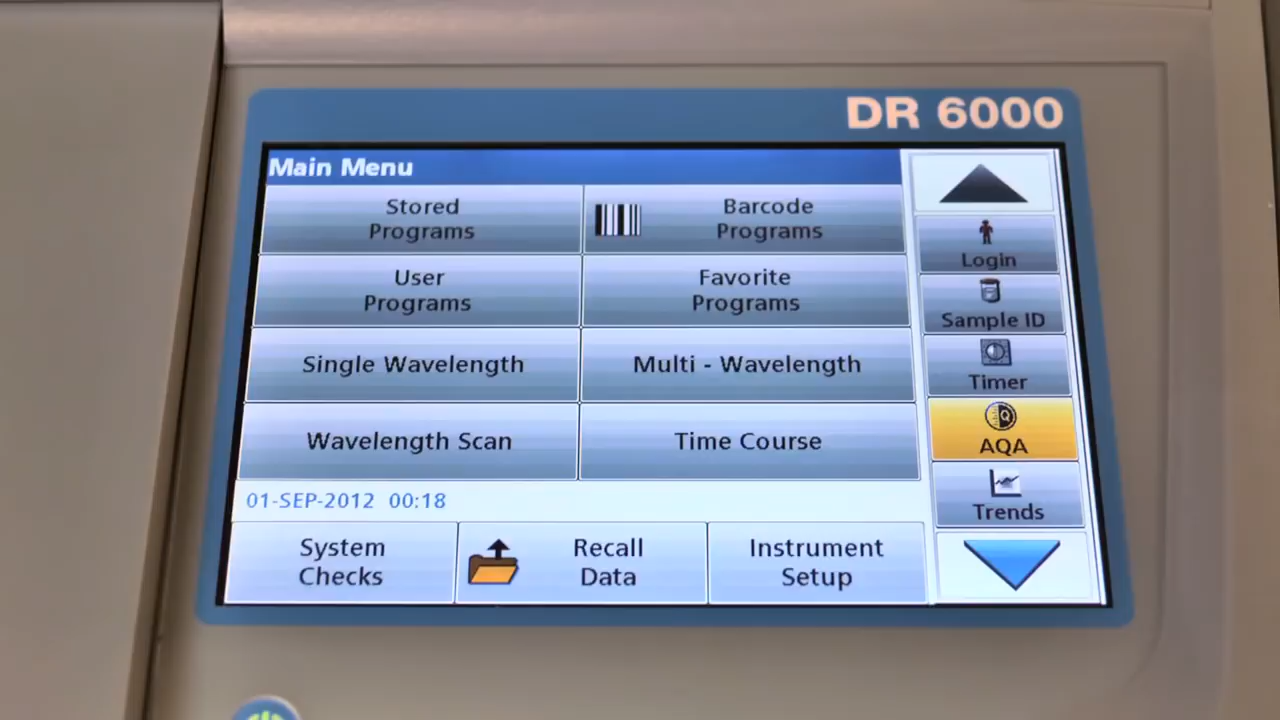 DR 6000
Main Menu
Stored
Programs
Barcode
Programs
User
Programs
Favorite
Programs
Single Wavelength
Multi - Wavelength
Wavelength Scan
Time Course
01-SEP-2012 00:18
System
Checks
Recall
Data
Instrument
Setup
Login
Sample ID
Timer
Q
AQA
Trends